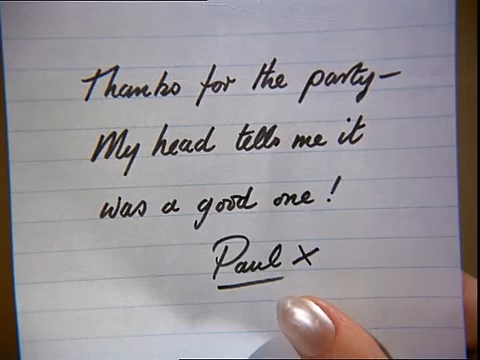 Thanks for the party—
My head tells me it
was a good one!
Paul x